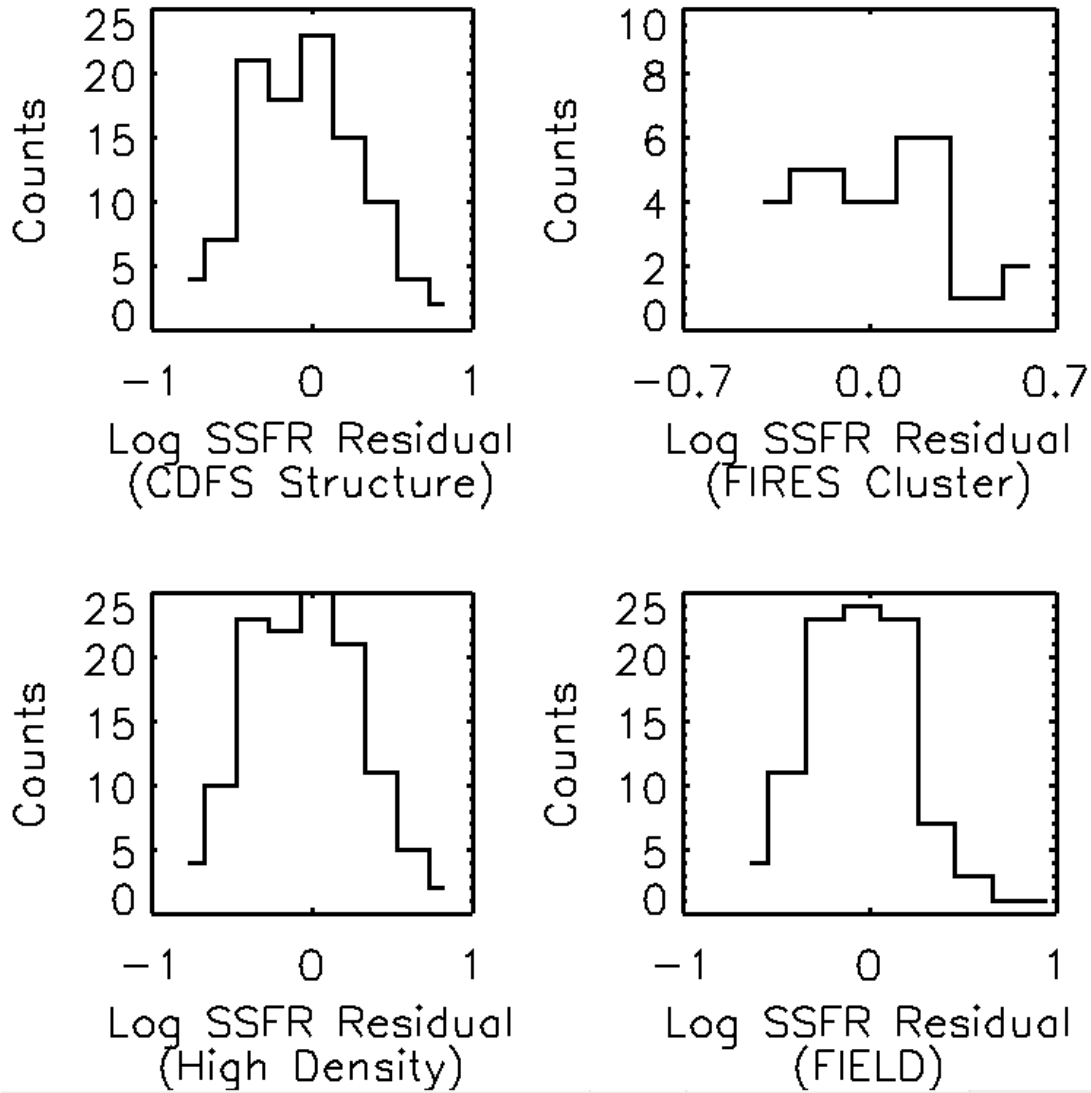 25
20
15
10
5
0
Counts
−1 0 1
Log SSFR Residual
(CDFS Structure)
10
8
6
4
2
0
Counts
−0.7 0.0 0.7
Log SSFR Residual
(FIRES Cluster)
25
20
15
10
5
0
Counts
−1 0 1
Log SSFR Residual
(High Density)
25
20
15
10
5
0
Counts
−1 0 1
Log SSFR Residual
(FIELD)